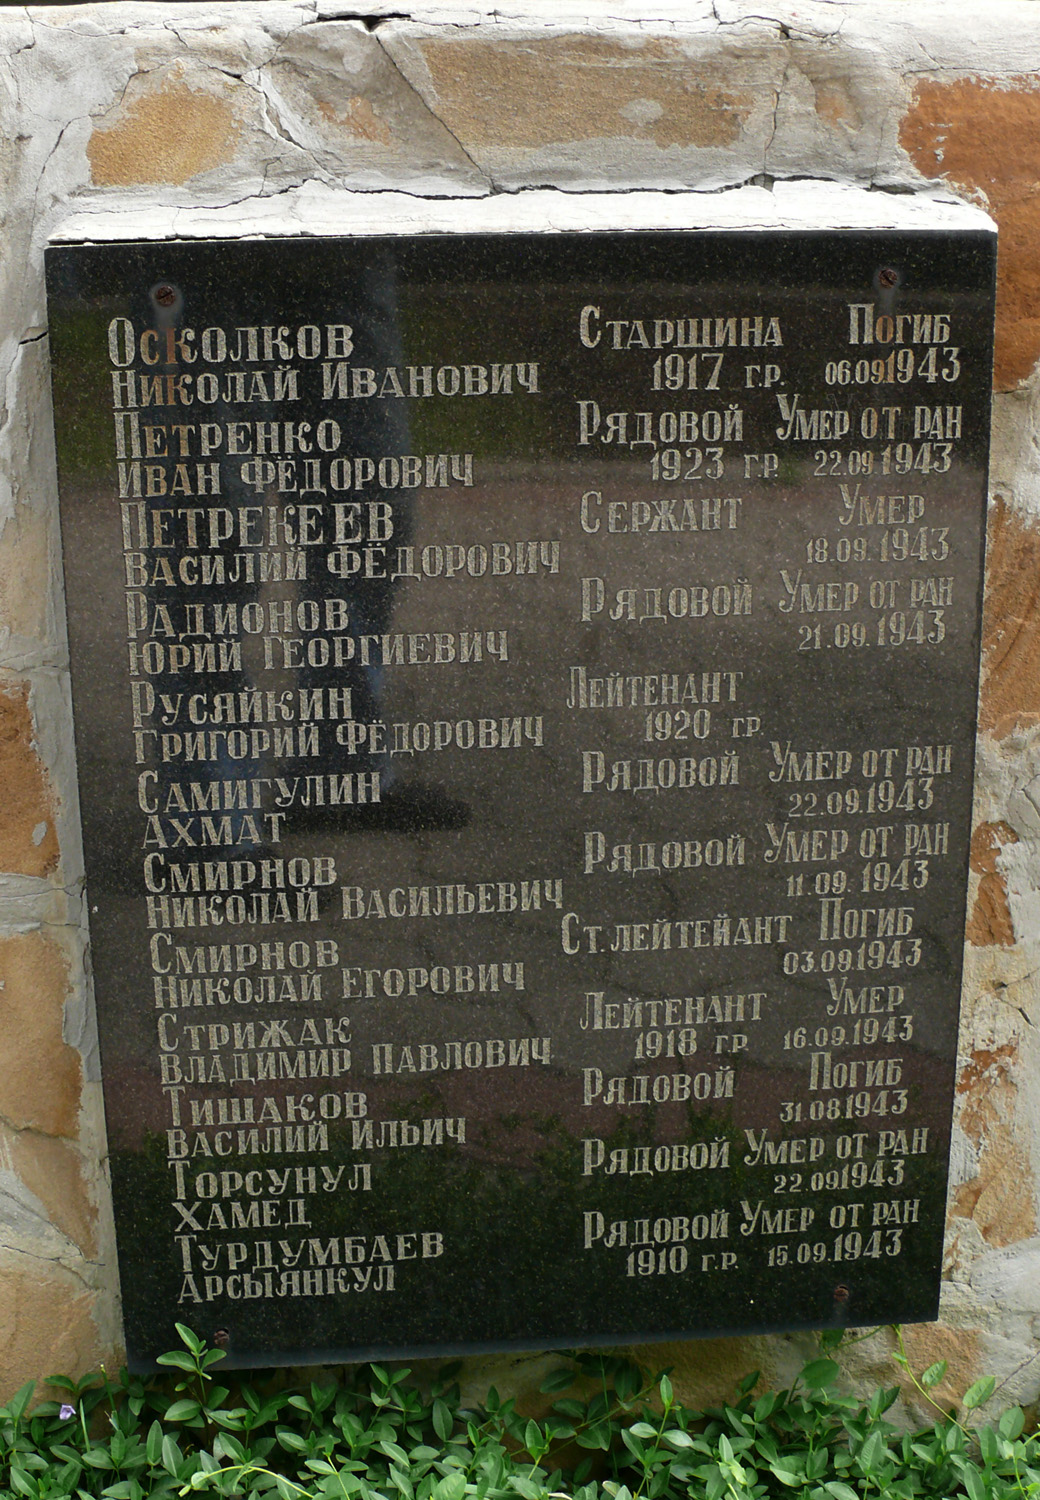 Осколков Старшина Погиб
Николай Иванович 1917 г.р. 06.09.1943
Петренко Рядовой Умер от ран
Иван Фёдорович 1923 г.р. 22.09.1943
Петрекеев Сержант Умер
Василий Фёдорович 18.09.1943
Радионов Рядовой Умер от ран
Юрий Георгиевич 21.09.1943
Русяйкин Лейтенант
Григорий Фёдорович 1920 г.р.
Самигулин Рядовой Умер от ран
Ахмат 22.09.1943
Смирнов Рядовой Умер от ран
Николай Васильевич 11.09.1943
Смирнов Ст.лейтейант Погиб
Николай Егорович 03.09.1943
Стрижак Лейтенант Умер
Владимир Павлович 1918 г.р. 16.09.1943
Тишаков Рядовой Погиб
Василий Ильич 31.081943
Торсунул Рядовой Умер от ран
Хамед 22.091943
Турдумбаев Рядовой Умер от ран
Арсыянкул 1910 г.р. 15.09.1943